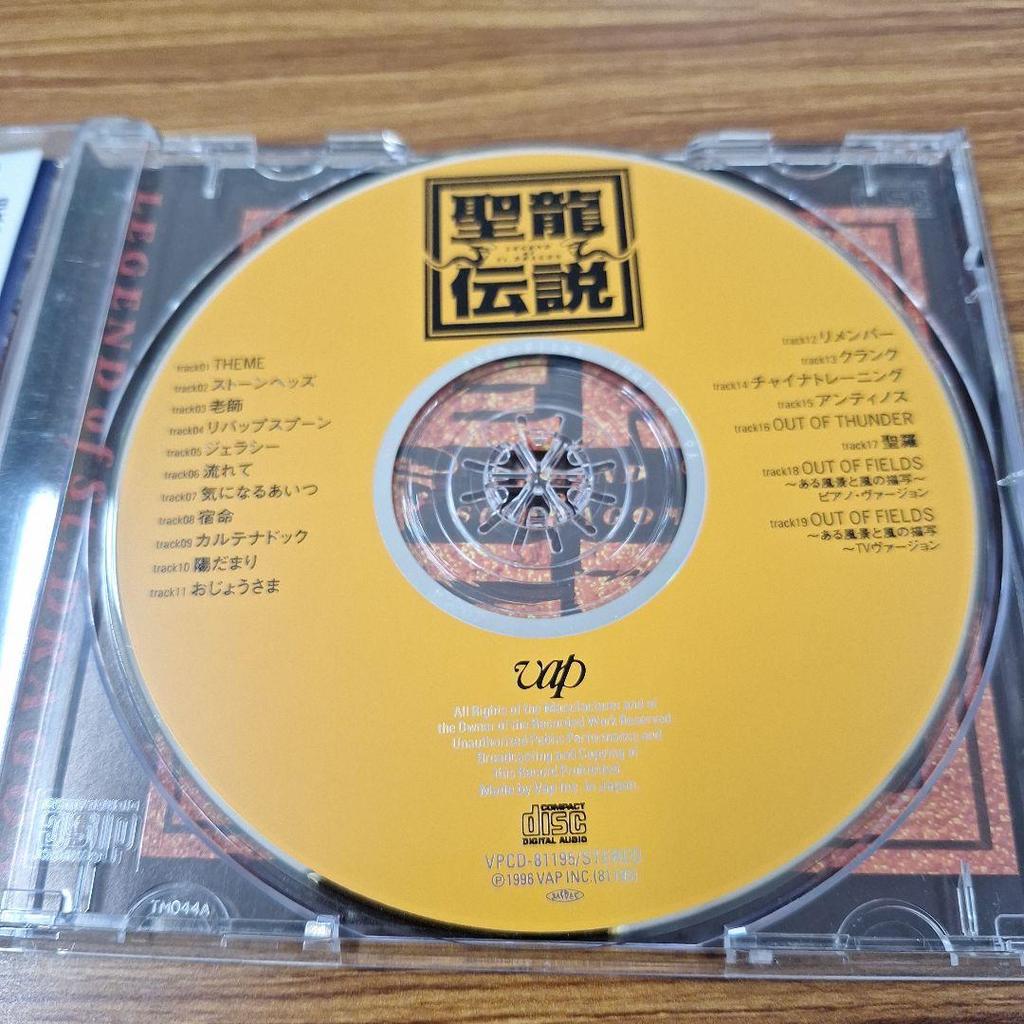 聖龍
伝説
LEGEND of S
track01 THEME
track02 ストーンヘッズ
track03 老師
track04 リバップスプーン
track05 ジェラシー
track06 流れて
track07 気になるあいつ
track08 宿命
track09 カルテナドック
track10 陽だまり
track11 おじょうさま
track12 リメンバー
track13 クランク
track14 チャイナトレーニング
track15 アンティノス
track16 OUT OF THUNDER
track17 聖羅
track18 OUT OF FIELDS
～ある風景と風の描写～
ピアノ・ヴァージョン
track19 OUT OF FIELDS
～ある風景と風の描写
～TVヴァージョン
vap
All Rights of the Manufacturer and of
the Owner of the Recorded Work Reserved
Unauthorized Public Performance and
Broadcasting and Copying of
this Record Prohibited
Made by Vap Inc. in Japan.
COMPACT
disc
DIGITAL AUDIO
VPCD-81195/STEREO
Ⓟ1996 VAP INC.(81195)
TM044A